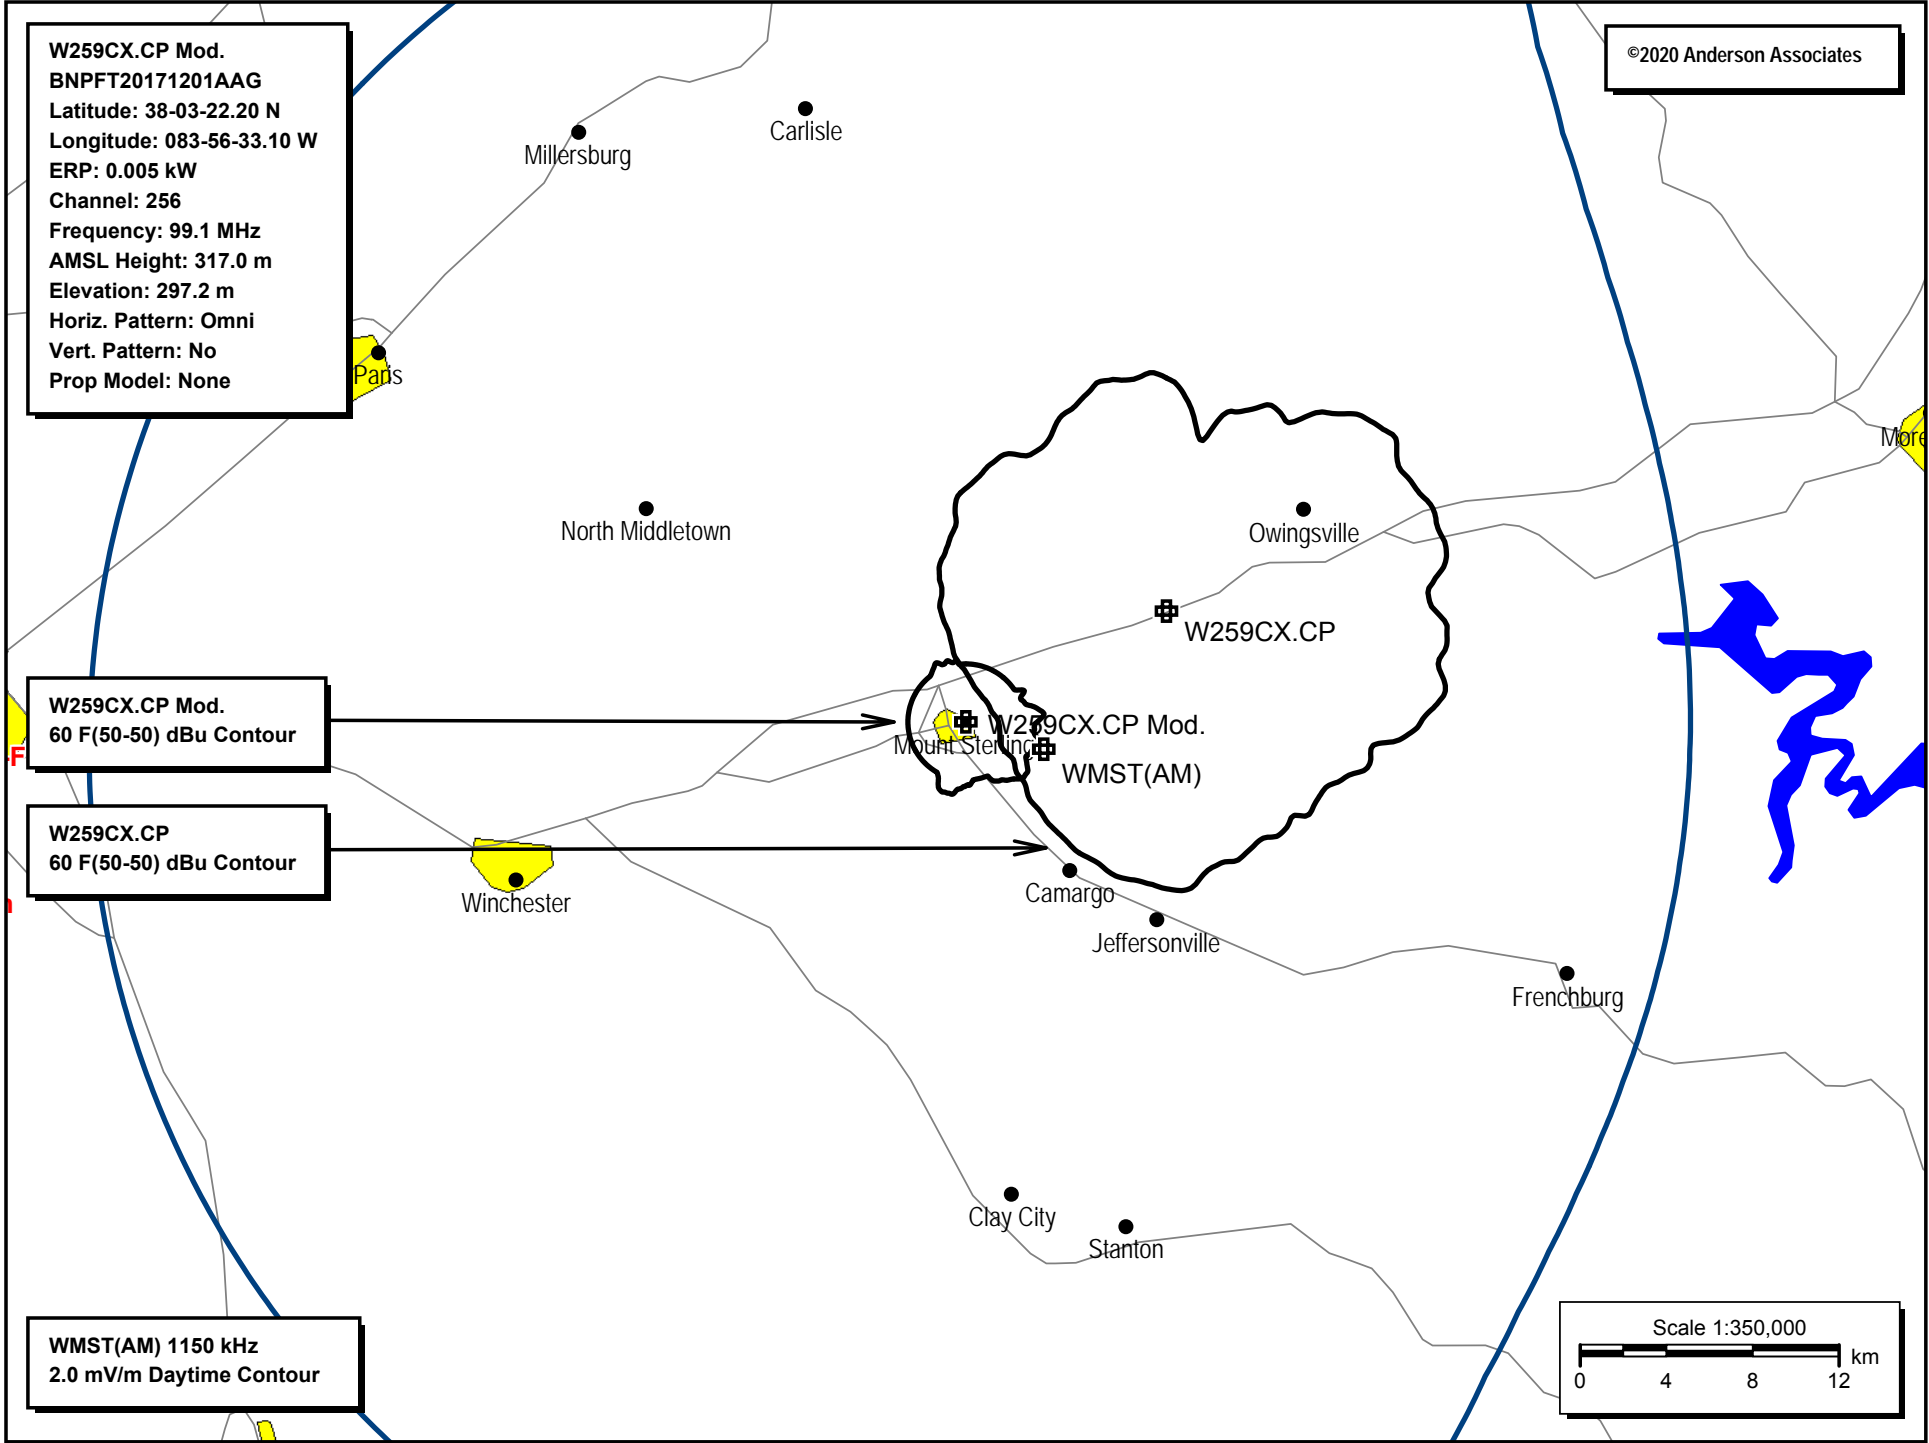 W259CX.CP Mod.
BNPFT20171201AAG
Latitude: 38-03-22.20 N
Longitude: 083-56-33.10 W
ERP: 0.005 kW
Channel: 256
Frequency: 99.1 MHz
AMSL Height: 317.0 m
Elevation: 297.2 m
Horiz. Pattern: Omni
Vert. Pattern: No
Prop Model: None
©2020 Anderson Associates
Carlisle
Millersburg
Paris
More
North Middletown
Owingsville
W259CX.CP
W259CX.CP Mod.
60 F(50-50) dBu Contour
W259CX.CP Mod.
Mount Sterling
WMST(AM)
F
W259CX.CP
60 F(50-50) dBu Contour
Winchester
Camargo
Jeffersonville
Frenchburg
Clay City
Stanton
WMST(AM) 1150 kHz
2.0 mV/m Daytime Contour
Scale 1:350,000
km
0 4 8 12